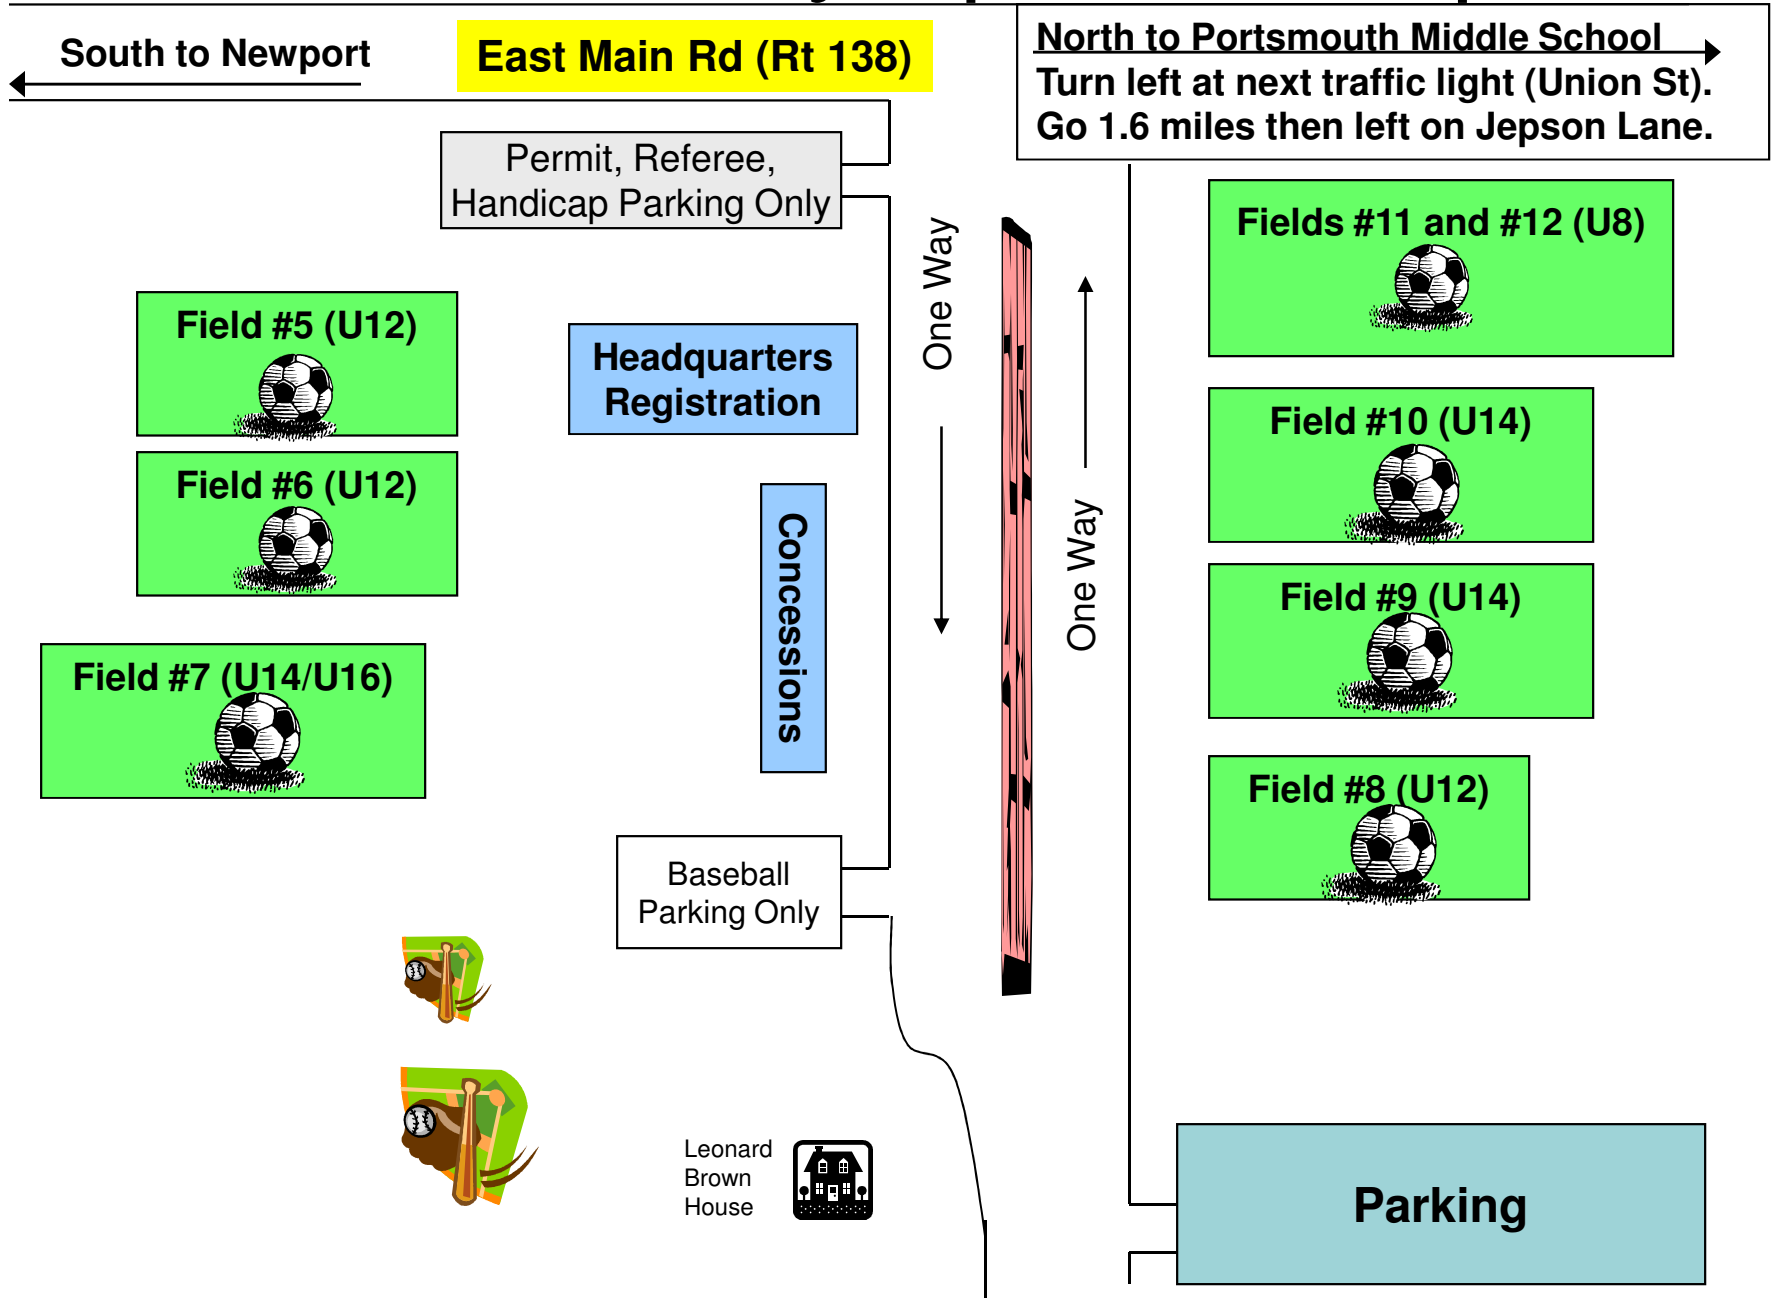 South to Newport
East Main Rd (Rt 138)
North to Portsmouth Middle School
Turn left at next traffic light (Union St).
Go 1.6 miles then left on Jepson Lane.
Permit, Referee,
Handicap Parking Only
One Way
One Way
Fields #11 and #12 (U8)
Field #5 (U12)
Headquarters
Registration
Field #10 (U14)
Field #6 (U12)
Concessions
Field #9 (U14)
Field #7 (U14/U16)
Field #8 (U12)
Baseball
Parking Only
Leonard
Brown
House
Parking